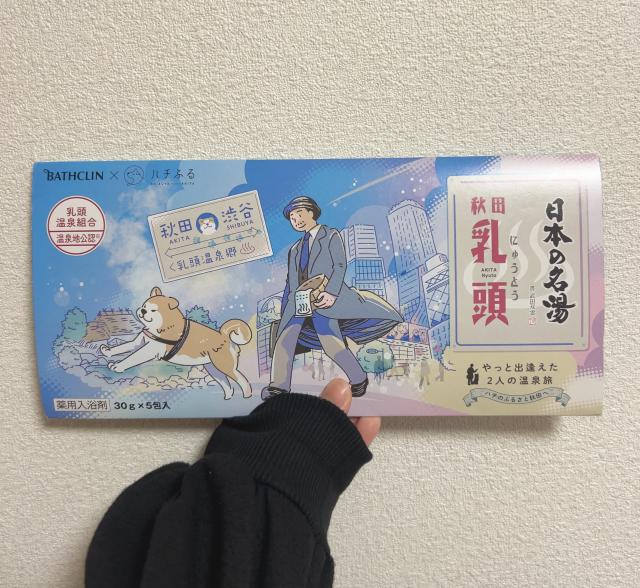 BATHCLIN × ハチふる
乳頭
温泉組合
温泉地公認
秋田 渋谷
AKITA SHIBUYA
乳頭温泉郷
薬用入浴剤 30g×5包入
日本の名湯
秋田
乳頭
にゅうとう
AKITA
Nyuto
やっと出逢えた
2人の温泉旅
ハチのふるさと秋田へ